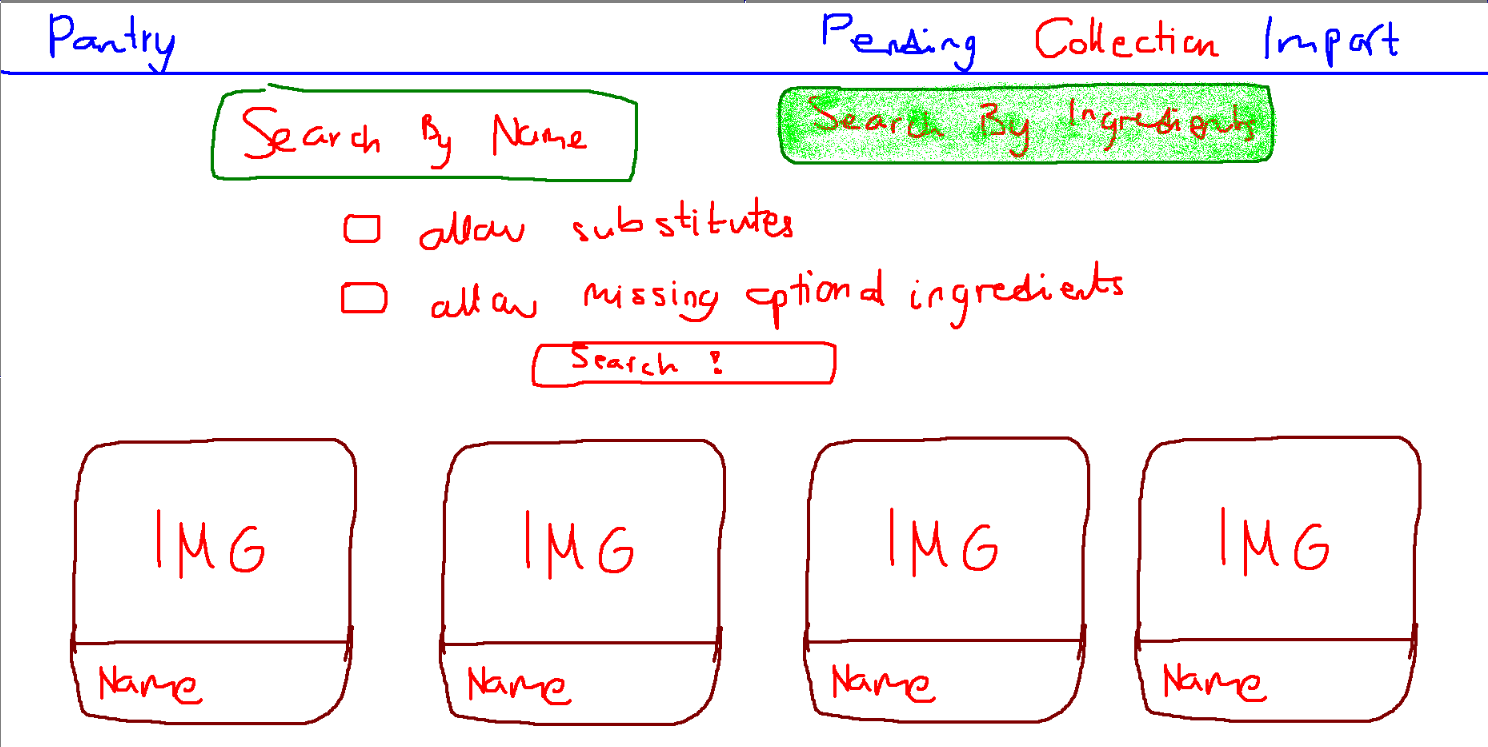 Pantry Pending Collection Import
Search By Name Search By Ingredients
allow substitutes
allow missing optional ingredients
Search !
IMG IMG IMG IMG
Name Name Name Name